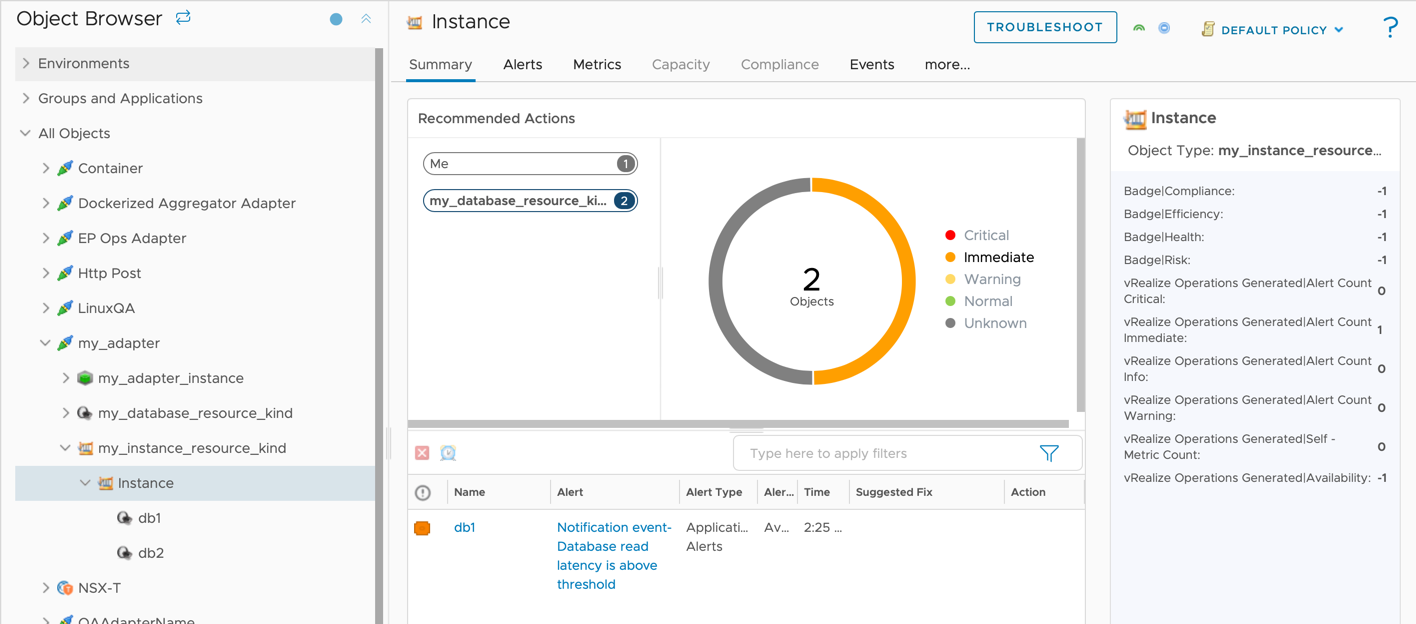 Object Browser
Environments
Groups and Applications
All Objects
Container
Dockerized Aggregator Adapter
EP Ops Adapter
Http Post
LinuxQA
my_adapter
my_adapter_instance
my_database_resource_kind
my_instance_resource_kind
Instance
db1
db2
NSX-T
QAAdapterName
Instance
TROUBLESHOOT
DEFAULT POLICY
?
Summary Alerts Metrics Capacity Compliance Events more...
Recommended Actions
Me 1
my_database_resource_ki... 2
2
Objects
Critical
Immediate
Warning
Normal
Unknown
Type here to apply filters
Name Alert Alert Type Aler... Time Suggested Fix Action
db1 Notification event- Applicati... Av... 2:25 ...
Database read Alerts
latency is above
threshold
Instance
Object Type: my_instance_resource...
Badge|Compliance: -1
Badge|Efficiency: -1
Badge|Health: -1
Badge|Risk: -1
vRealize Operations Generated|Alert Count 0
Critical:
vRealize Operations Generated|Alert Count 1
Immediate:
vRealize Operations Generated|Alert Count 0
Info:
vRealize Operations Generated|Alert Count 0
Warning:
vRealize Operations Generated|Self - 0
Metric Count:
vRealize Operations Generated|Availability: -1